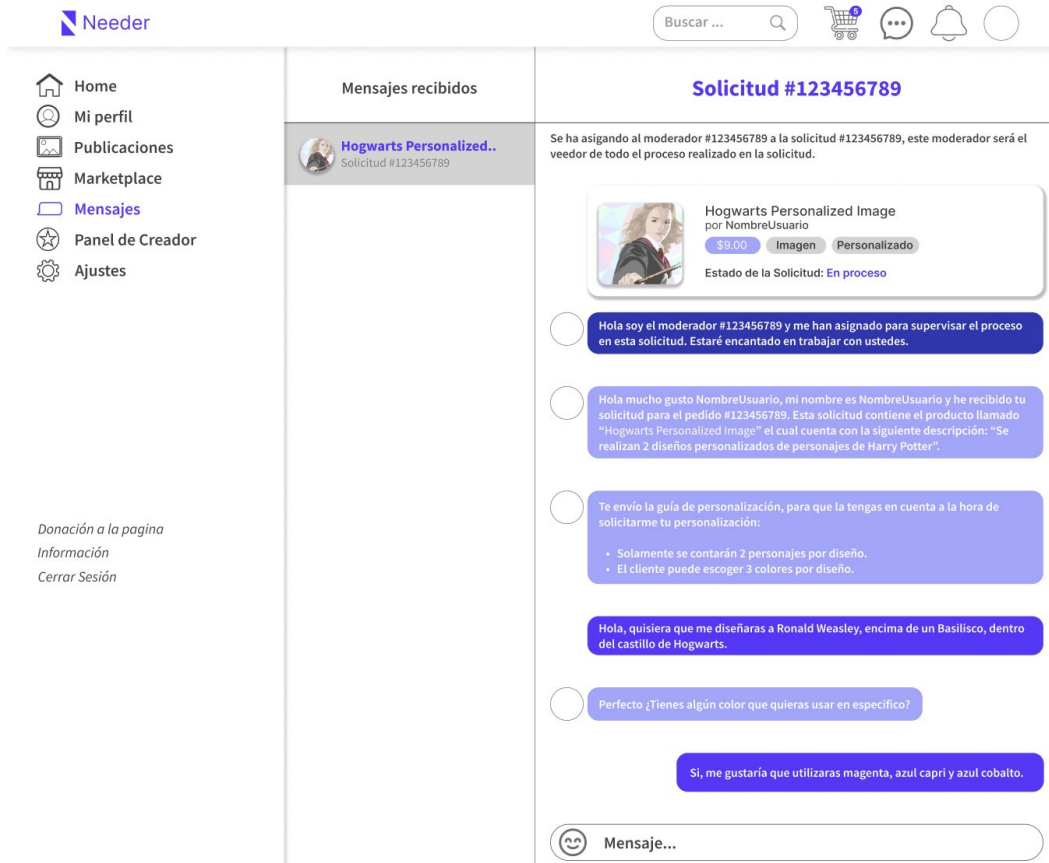 Needer
Buscar ...
5
Home
Mi perfil
Publicaciones
Marketplace
Mensajes
Panel de Creador
Ajustes
Donación a la pagina
Información
Cerrar Sesión
Mensajes recibidos
Hogwarts Personalized..
Solicitud #123456789
Solicitud #123456789
Se ha asigando al moderador #123456789 a la solicitud #123456789, este moderador será el
veedor de todo el proceso realizado en la solicitud.
Hogwarts Personalized Image
por NombreUsuario
$9.00 Imagen Personalizado
Estado de la Solicitud: En proceso
Hola soy el moderador #123456789 y me han asignado para supervisar el proceso
en esta solicitud. Estaré encantado en trabajar con ustedes.
Hola mucho gusto NombreUsuario, mi nombre es NombreUsuario y he recibido tu
solicitud para el pedido #123456789. Esta solicitud contiene el producto llamado
“Hogwarts Personalized Image” el cual cuenta con la siguiente descripción: “Se
realizan 2 diseños personalizados de personajes de Harry Potter”.
Te envío la guía de personalización, para que la tengas en cuenta a la hora de
solicitarme tu personalización:
• Solamente se contarán 2 personajes por diseño.
• El cliente puede escoger 3 colores por diseño.
Hola, quisiera que me diseñaras a Ronald Weasley, encima de un Basilisco, dentro
del castillo de Hogwarts.
Perfecto ¿Tienes algún color que quieras usar en especifico?
Si, me gustaría que utilizaras magenta, azul capri y azul cobalto.
Mensaje...